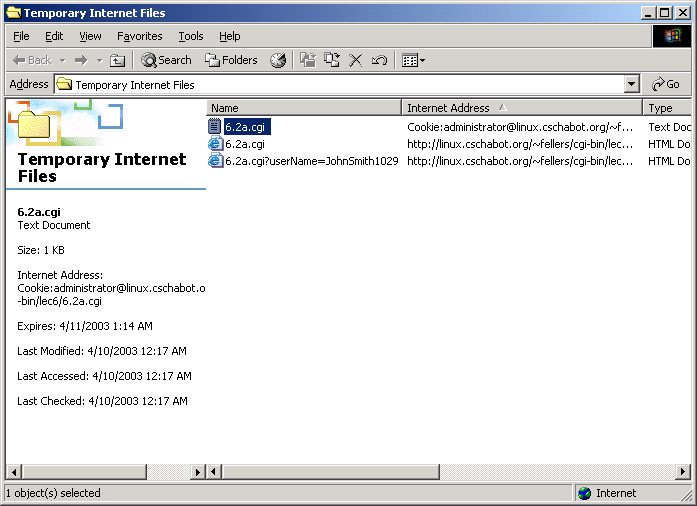 Temporary Internet Files
File Edit View Favorites Tools Help
Back Search Folders
Address Temporary Internet Files Go
Name Internet Address Type
6.2a.cgi Cookie:administrator@linux.cschabot.org/~f... Text Doc
6.2a.cgi http://linux.cschabot.org/~fellers/cgi-bin/lec... HTML Do
6.2a.cgi?userName=JohnSmith1029 http://linux.cschabot.org/~fellers/cgi-bin/lec... HTML Do
Temporary Internet
Files
6.2a.cgi
Text Document
Size: 1 KB
Internet Address:
Cookie:administrator@linux.cschabot.o
-bin/lec6/6.2a.cgi
Expires: 4/11/2003 1:14 AM
Last Modified: 4/10/2003 12:17 AM
Last Accessed: 4/10/2003 12:17 AM
Last Checked: 4/10/2003 12:17 AM
1 object(s) selected Internet